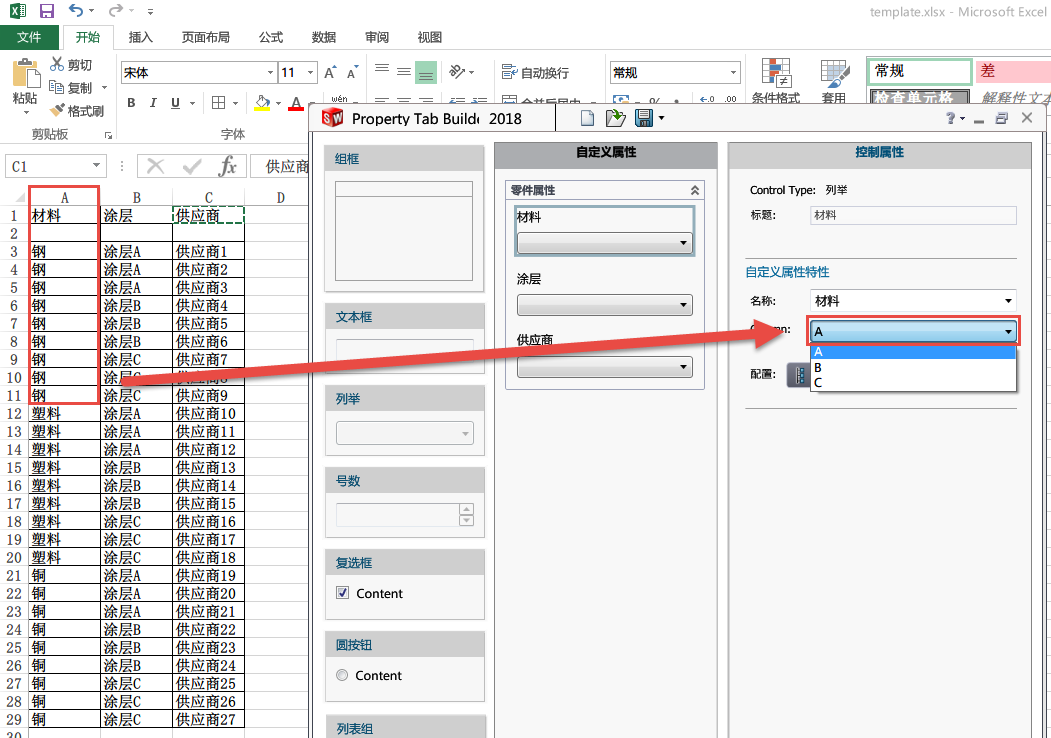 template.xlsx - Microsoft Excel
文件 开始 插入 页面布局 公式 数据 审阅 视图
粘贴 剪切 复制 格式刷
宋体 11 自动换行 常规
B I U A wén 合并后居中 % 条件格式 套用 常规 差
检查单元格 解释性文本
剪贴板 字体
C1 fx 供应商
A B C D
1 材料 涂层 供应商
2
3 钢 涂层A 供应商1
4 钢 涂层A 供应商2
5 钢 涂层A 供应商3
6 钢 涂层B 供应商4
7 钢 涂层B 供应商5
8 钢 涂层B 供应商6
9 钢 涂层C 供应商7
10 钢
11 钢 涂层C 供应商9
12 塑料 涂层A 供应商10
13 塑料 涂层A 供应商11
14 塑料 涂层A 供应商12
15 塑料 涂层B 供应商13
16 塑料 涂层B 供应商14
17 塑料 涂层B 供应商15
18 塑料 涂层C 供应商16
19 塑料 涂层C 供应商17
20 塑料 涂层C 供应商18
21 铜 涂层A 供应商19
22 铜 涂层A 供应商20
23 铜 涂层A 供应商21
24 铜 涂层B 供应商22
25 铜 涂层B 供应商23
26 铜 涂层B 供应商24
27 铜 涂层C 供应商25
28 铜 涂层C 供应商26
29 铜 涂层C 供应商27
30
SW Property Tab Builde 2018
组框
文本框
列举
号数
复选框
Content
圆按钮
Content
列表组
自定义属性
零件属性
材料
涂层
供应商
控制属性
Control Type: 列举
标题: 材料
自定义属性特性
名称: 材料
A
A
B
配置:
C